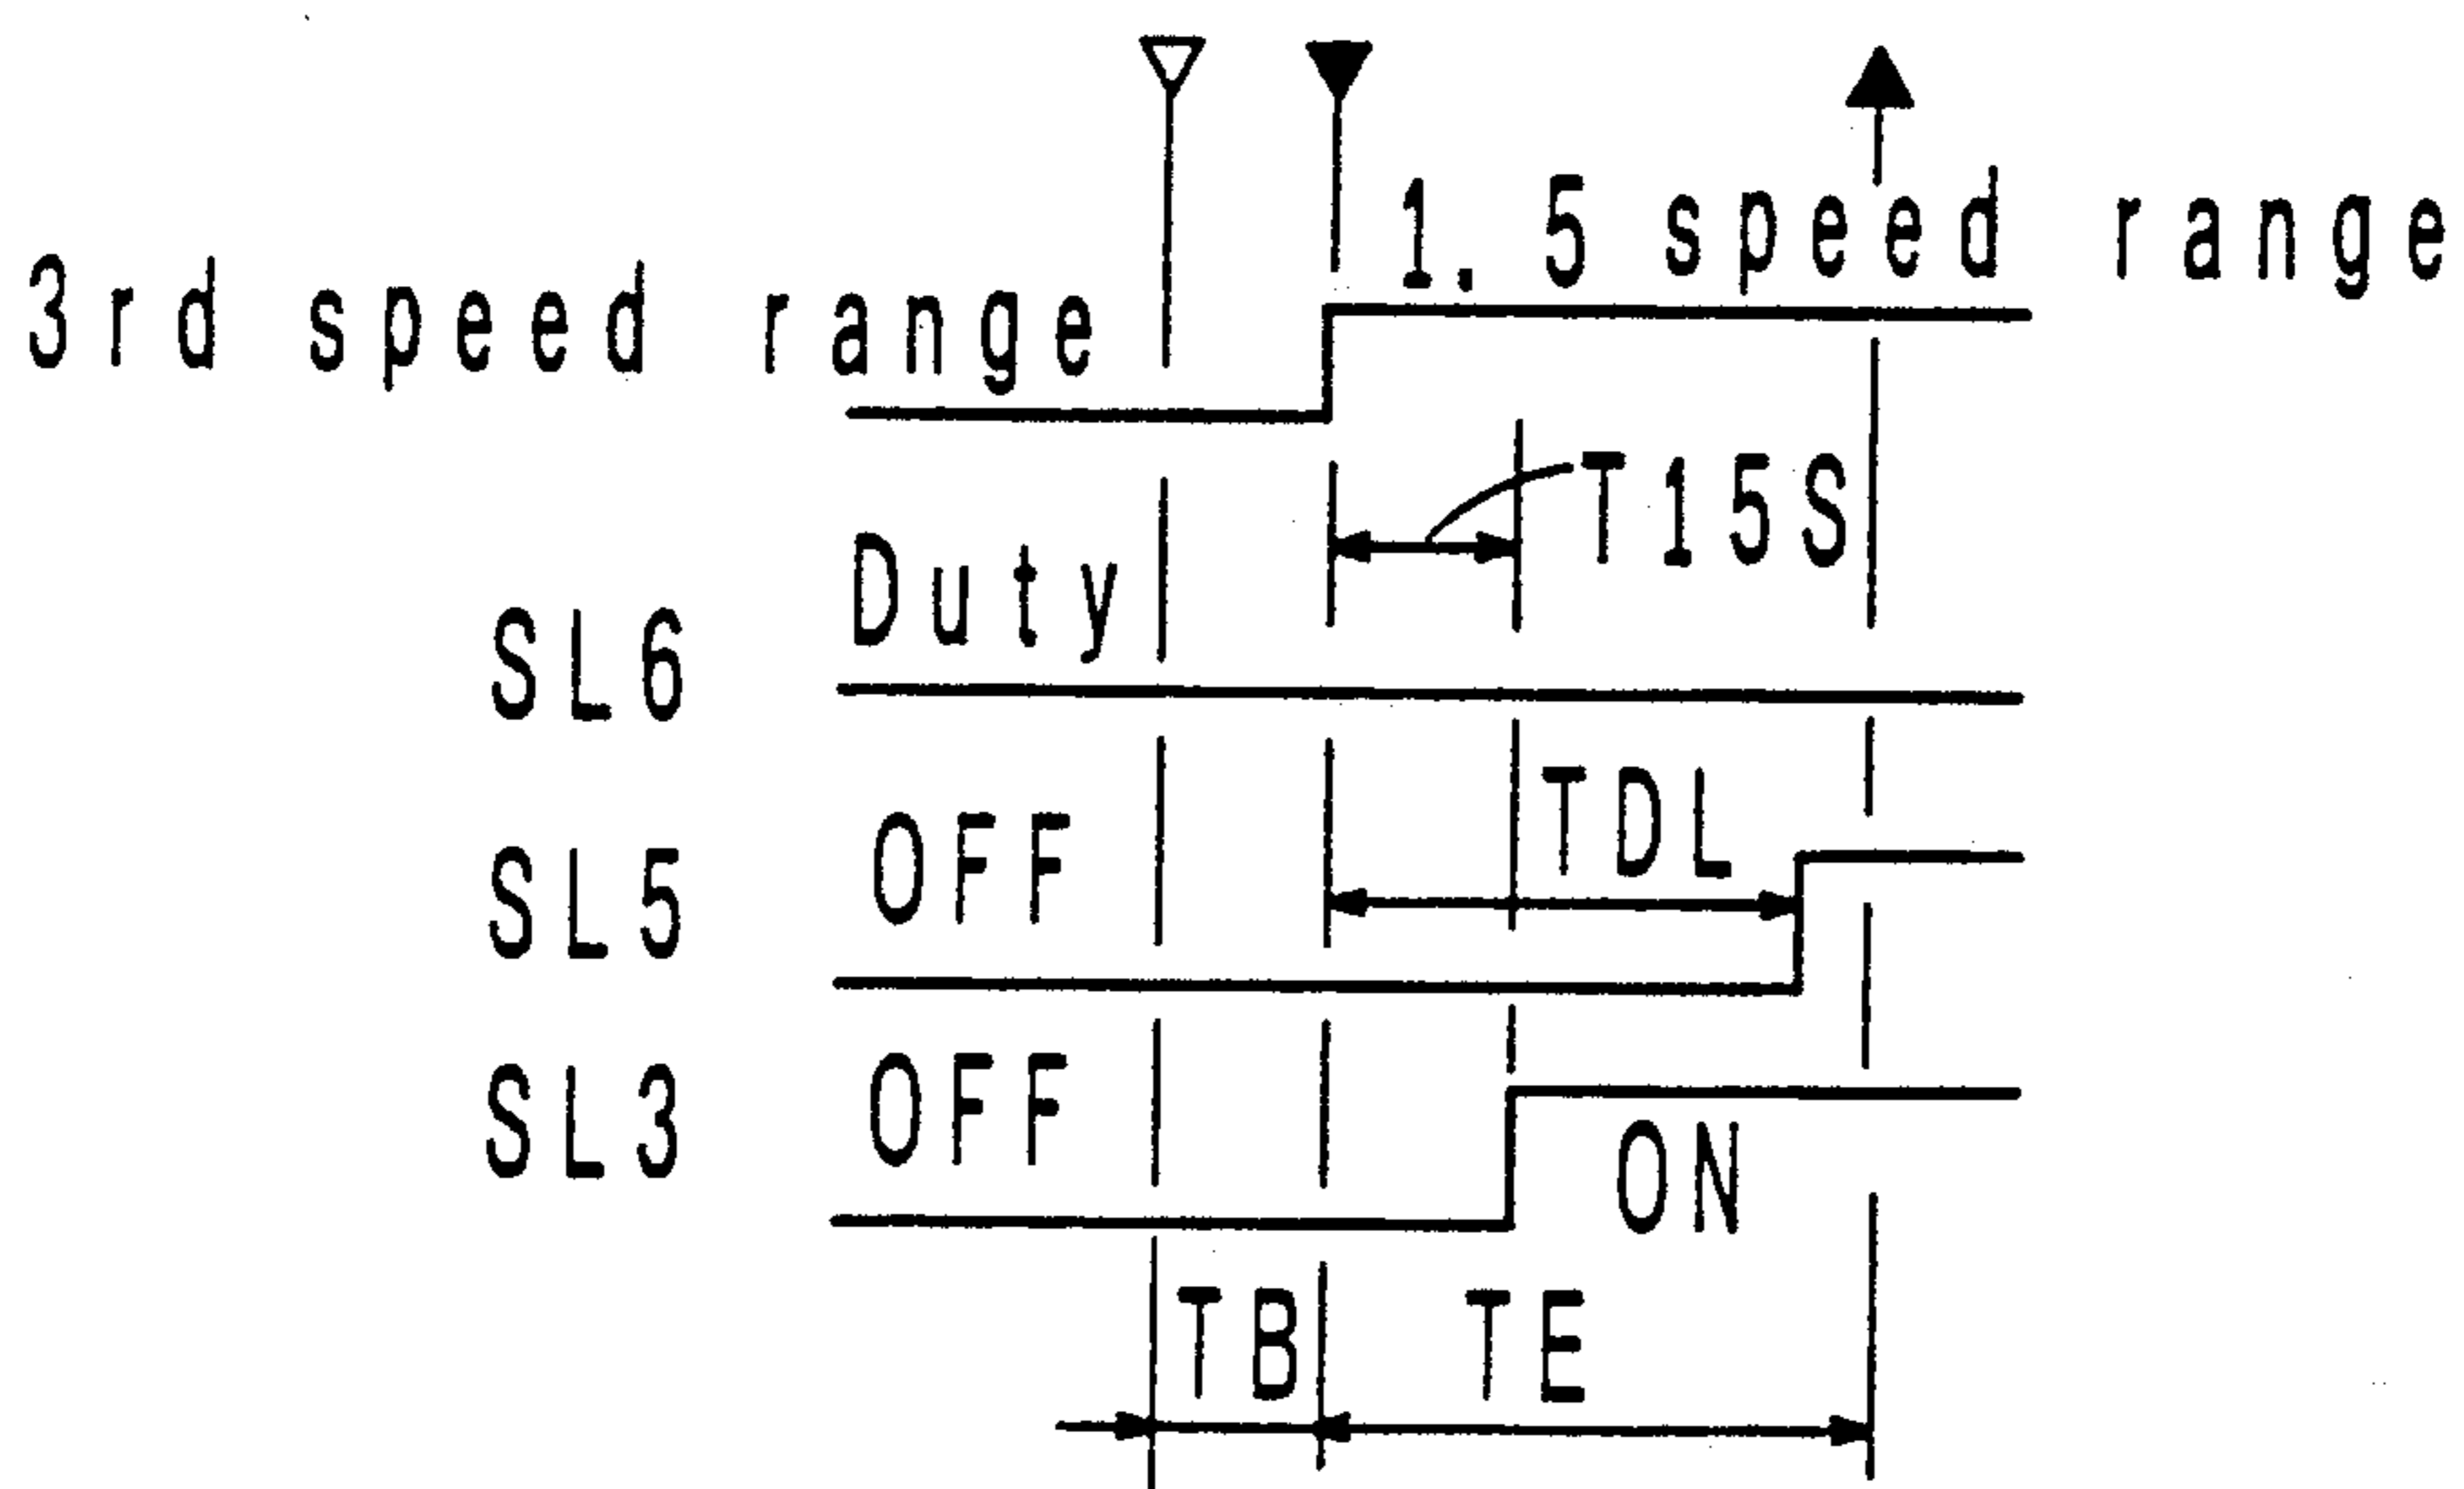 1.5 speed range
3rd speed range
T15S
Duty
SL6
TDL
OFF
SL5
OFF
SL3
ON
TB TE